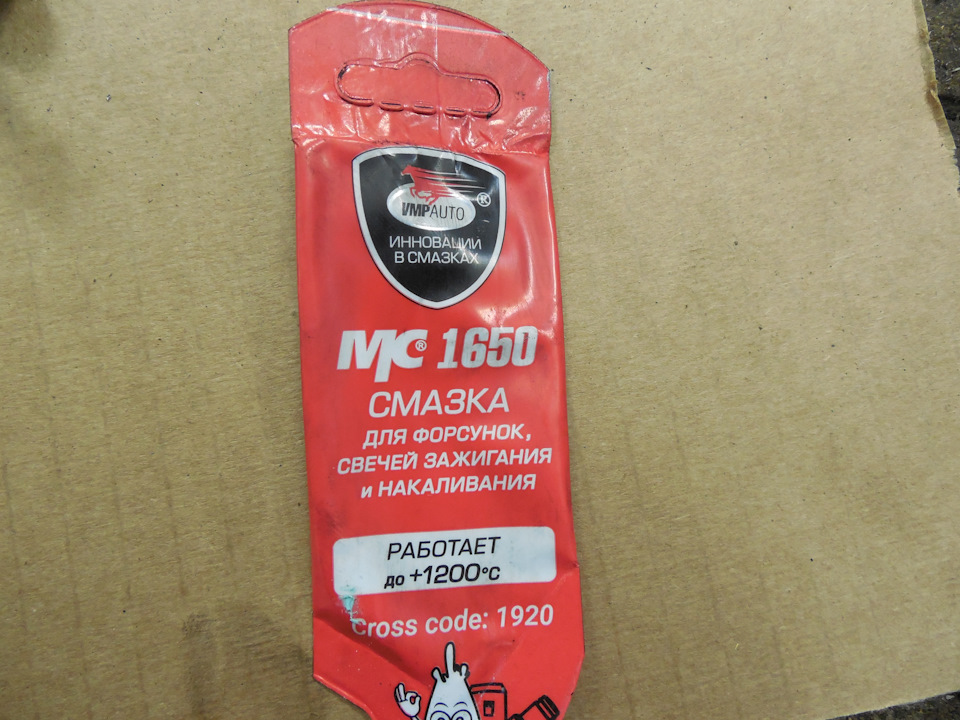 VMPAUTO ®
ИННОВАЦИИ
В СМАЗКАХ
МС® 1650
СМАЗКА
ДЛЯ ФОРСУНОК,
СВЕЧЕЙ ЗАЖИГАНИЯ
и НАКАЛИВАНИЯ
РАБОТАЕТ
до +1200°С
Cross code: 1920